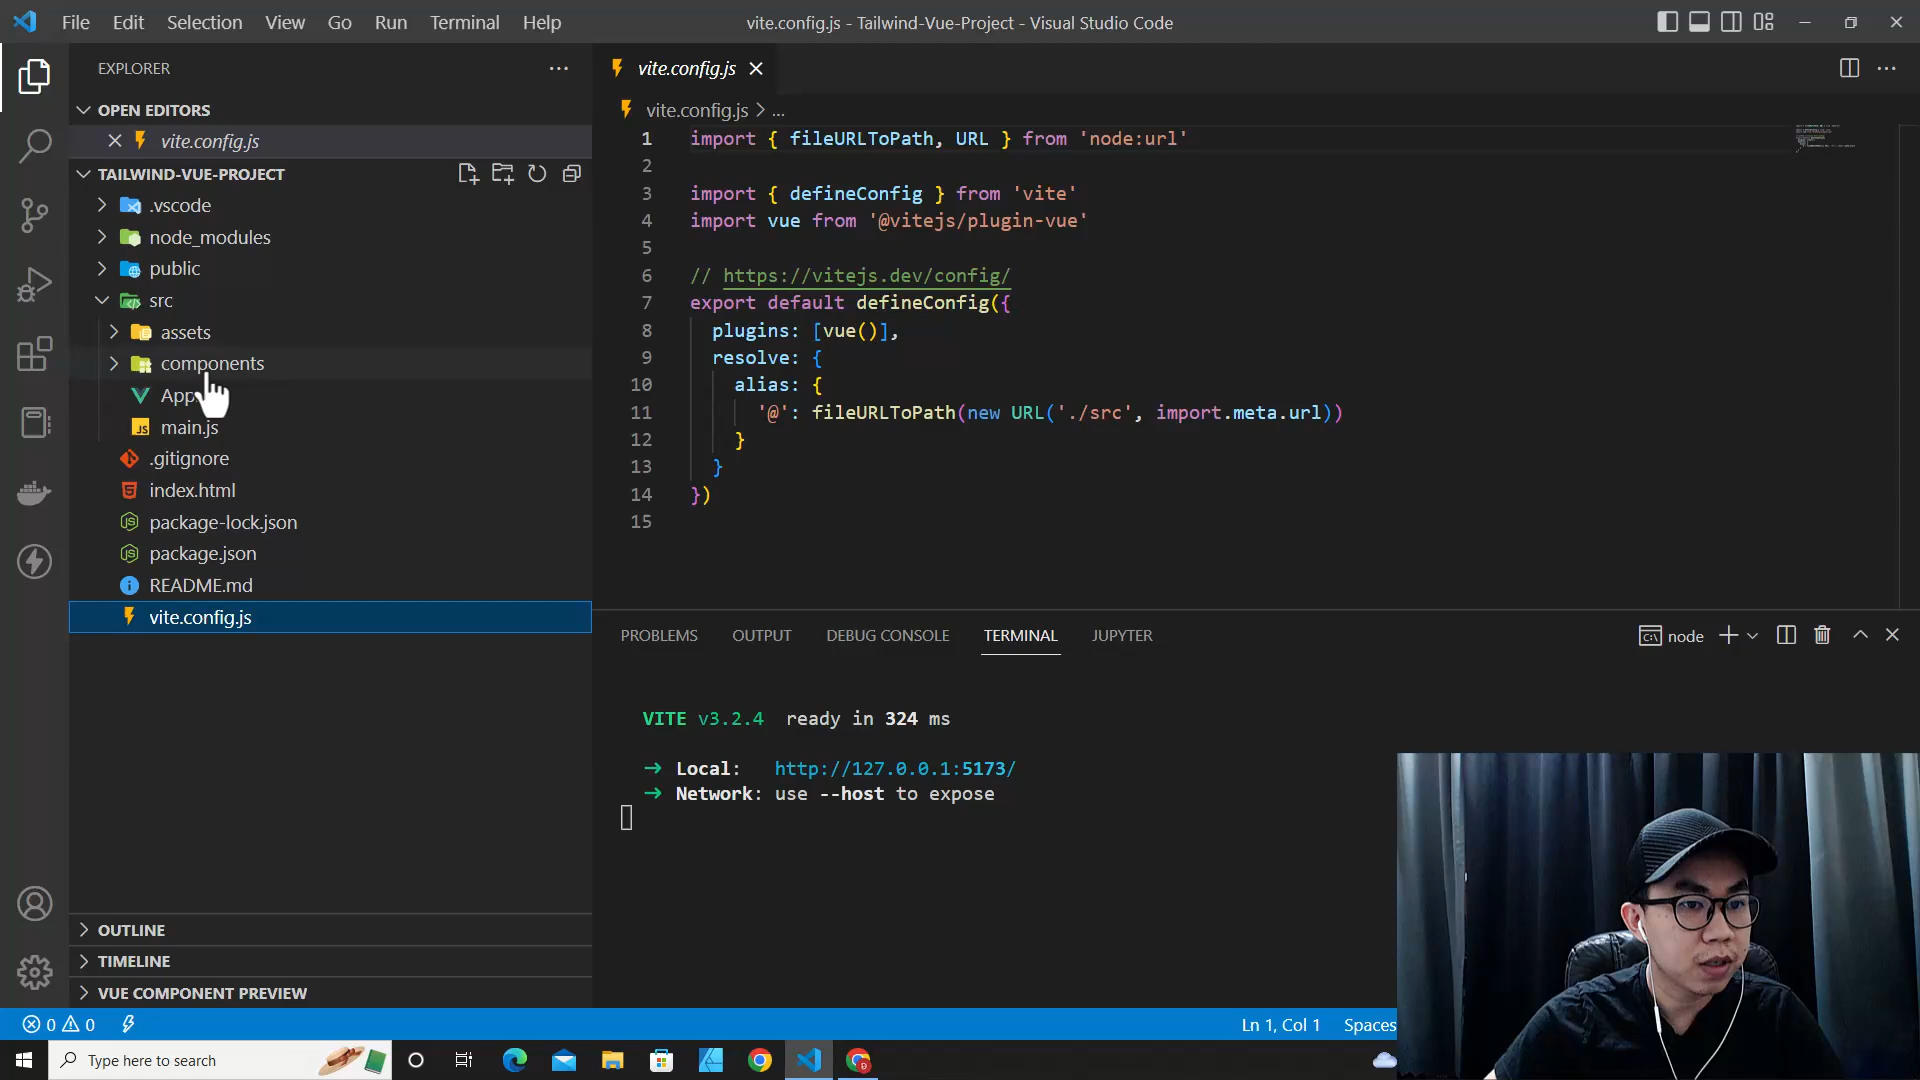 File Edit Selection View Go Run Terminal Help
vite.config.js - Tailwind-Vue-Project - Visual Studio Code
EXPLORER
OPEN EDITORS
vite.config.js
TAILWIND-VUE-PROJECT
.vscode
node_modules
public
src
assets
components
App
main.js
.gitignore
index.html
package-lock.json
package.json
README.md
vite.config.js
OUTLINE
TIMELINE
VUE COMPONENT PREVIEW
vite.config.js
vite.config.js > ...
1 import { fileURLToPath, URL } from 'node:url'
2
3 import { defineConfig } from 'vite'
4 import vue from '@vitejs/plugin-vue'
5
6 // https://vitejs.dev/config/
7 export default defineConfig({
8 plugins: [vue()],
9 resolve: {
10 alias: {
11 '@': fileURLToPath(new URL('./src', import.meta.url))
12 }
13 }
14 })
15
PROBLEMS OUTPUT DEBUG CONSOLE TERMINAL JUPYTER
node
VITE v3.2.4 ready in 324 ms
➜ Local: http://127.0.0.1:5173/
➜ Network: use --host to expose
0 0
Ln 1, Col 1 Spaces
Type here to search